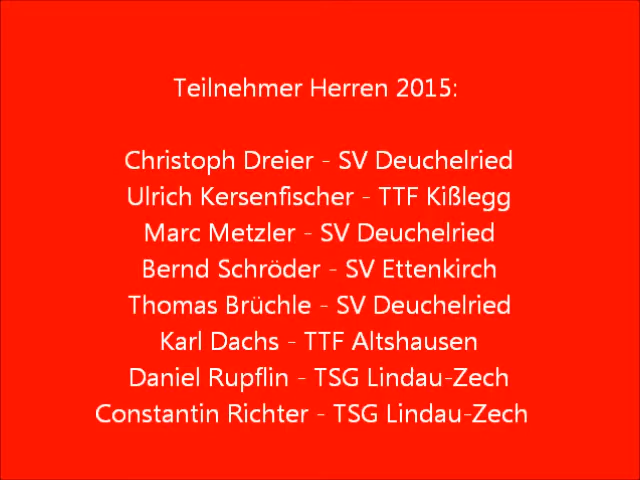 Teilnehmer Herren 2015:
Christoph Dreier - SV Deuchelried
Ulrich Kersenfischer - TTF Kißlegg
Marc Metzler - SV Deuchelried
Bernd Schröder - SV Ettenkirch
Thomas Brüchle - SV Deuchelried
Karl Dachs - TTF Altshausen
Daniel Rupflin - TSG Lindau-Zech
Constantin Richter - TSG Lindau-Zech